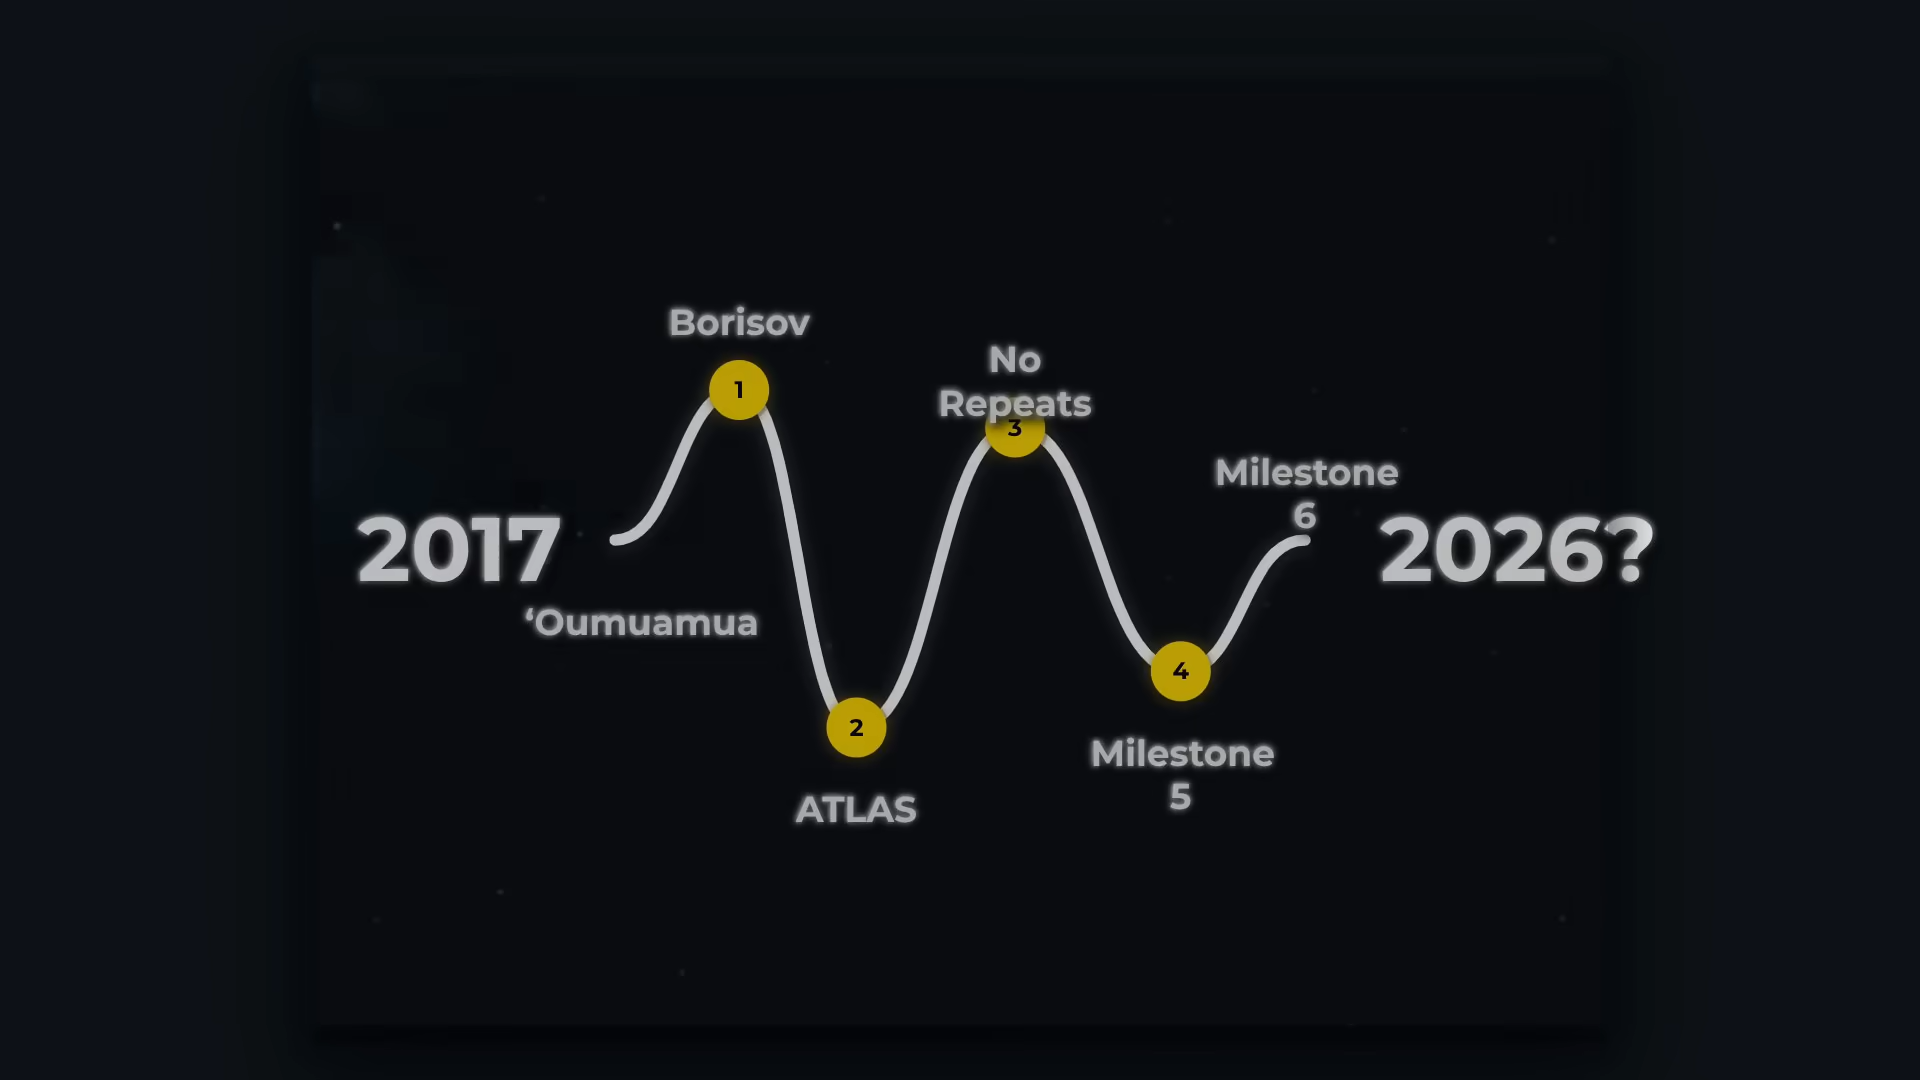 Borisov
1
No
Repeats
3
Milestone
6
2017
2026?
‘Oumuamua
4
2
Milestone
5
ATLAS